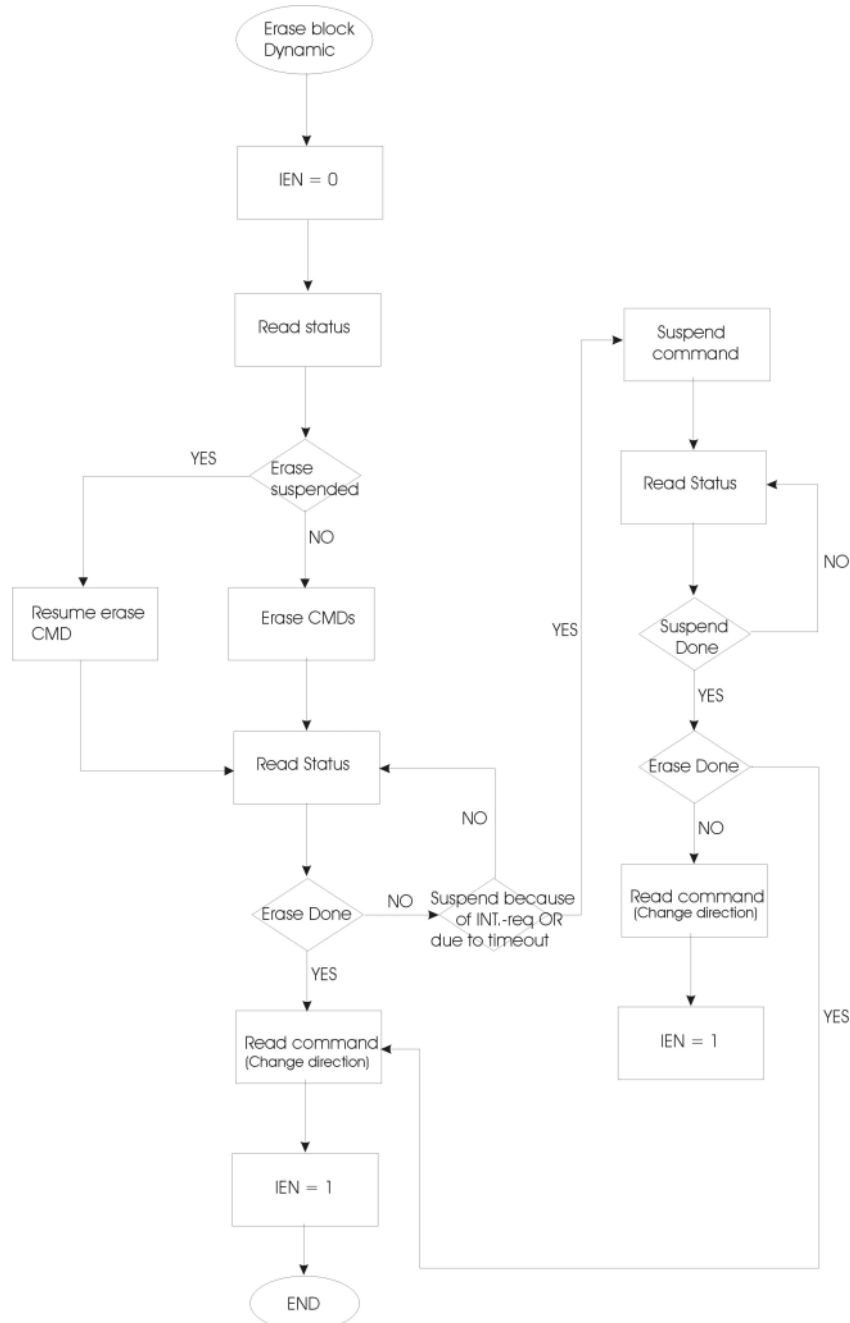 Erase block
Dynamic
IEN = 0
Read status
YES
Erase
suspended
NO
Resume erase
CMD
Erase CMDs
Read Status
NO
Erase Done
NO
Suspend because
of INT.-req OR
due to timeout
YES
Read command
(Change direction)
IEN = 1
END
YES
Suspend
command
Read Status
NO
Suspend
Done
YES
Erase Done
NO
Read command
(Change direction)
YES
IEN = 1